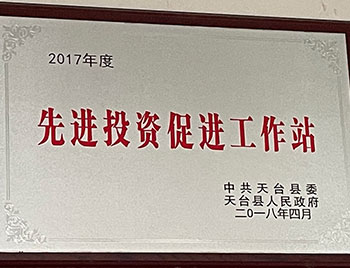 2017年度
先进投资促进工作站
中共天台县委
天台县人民政府
二0一八年四月